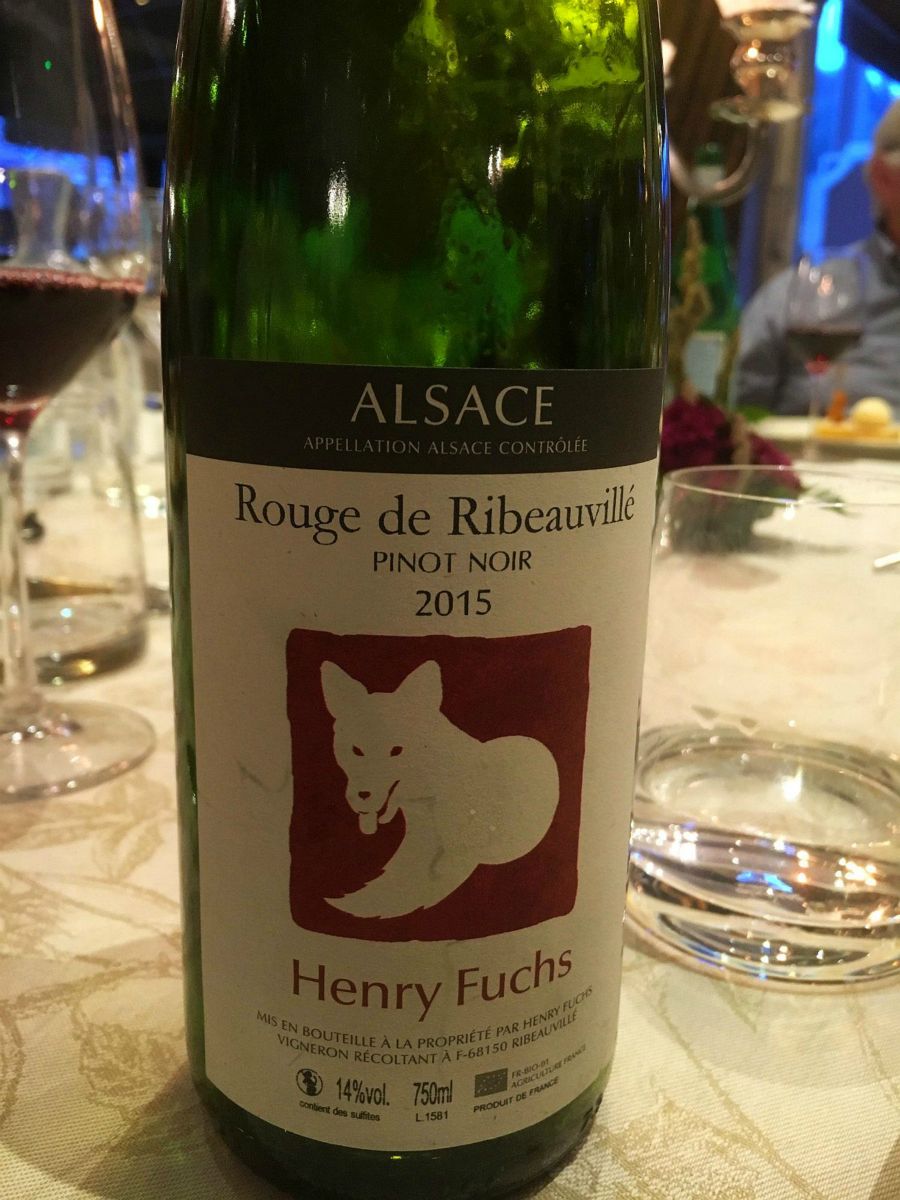 ALSACE
APPELLATION ALSACE CONTRÔLÉE
Rouge de Ribeauvillé
PINOT NOIR
2015
Henry Fuchs
MIS EN BOUTEILLE À LA PROPRIÉTÉ PAR HENRY FUCHS
VIGNERON RÉCOLTANT À F-68150 RIBEAUVILLÉ
14%vol. 750ml FR-BIO-01
AGRICULTURE FRANCE
contient des sulfites L.1581 PRODUIT DE FRANCE